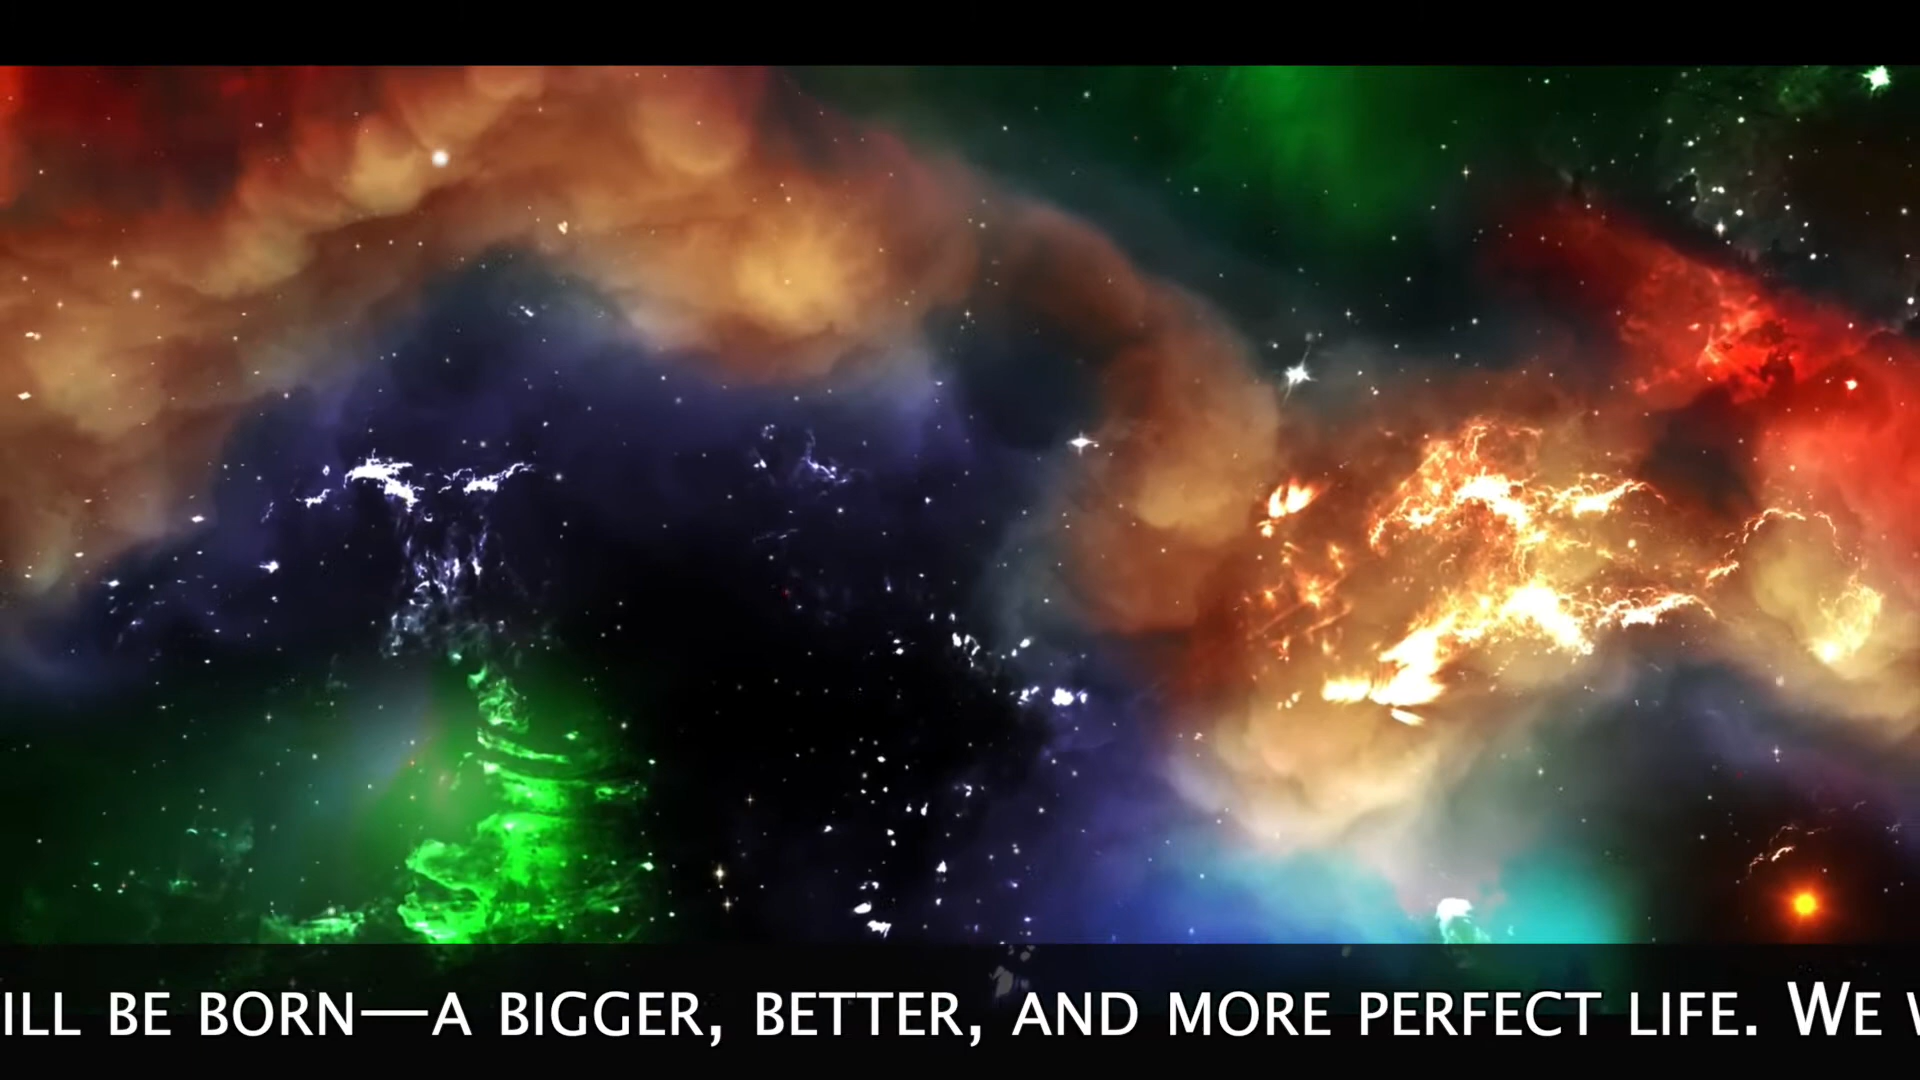 ILL BE BORN—A BIGGER, BETTER, AND MORE PERFECT LIFE. WE